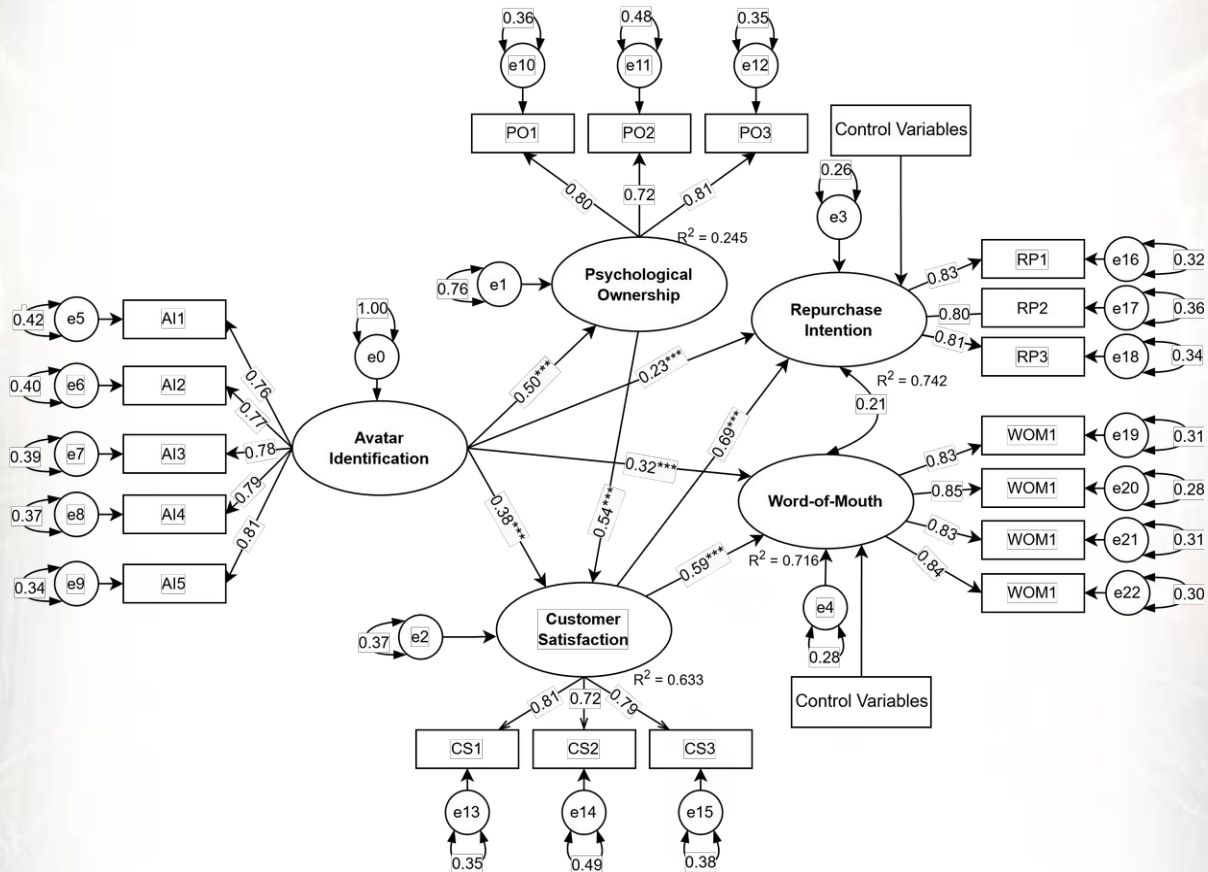 0.36
0.48
0.35
e10
e11
e12
PO1
PO2
PO3
Control Variables
0.80
0.72
0.81
0.26
e3
R² = 0.245
Psychological
Ownership
0.76
e1
Repurchase
Intention
R² = 0.742
0.83
0.80
0.81
RP1
RP2
RP3
e16
e17
e18
0.32
0.36
0.34
0.42
e5
AI1
0.40
e6
AI2
0.39
e7
AI3
0.37
e8
AI4
0.34
e9
AI5
0.76
0.77
0.78
0.79
0.81
1.00
e0
Avatar
Identification
0.50***
0.23***
0.32***
0.38***
0.54***
0.69***
0.59***
0.21
Word-of-Mouth
R² = 0.716
0.83
0.85
0.83
0.84
WOM1
WOM1
WOM1
WOM1
e19
e20
e21
e22
0.31
0.28
0.31
0.30
e4
0.28
Control Variables
0.37
e2
Customer
Satisfaction
R² = 0.633
0.81
0.72
0.79
CS1
CS2
CS3
e13
e14
e15
0.35
0.49
0.38